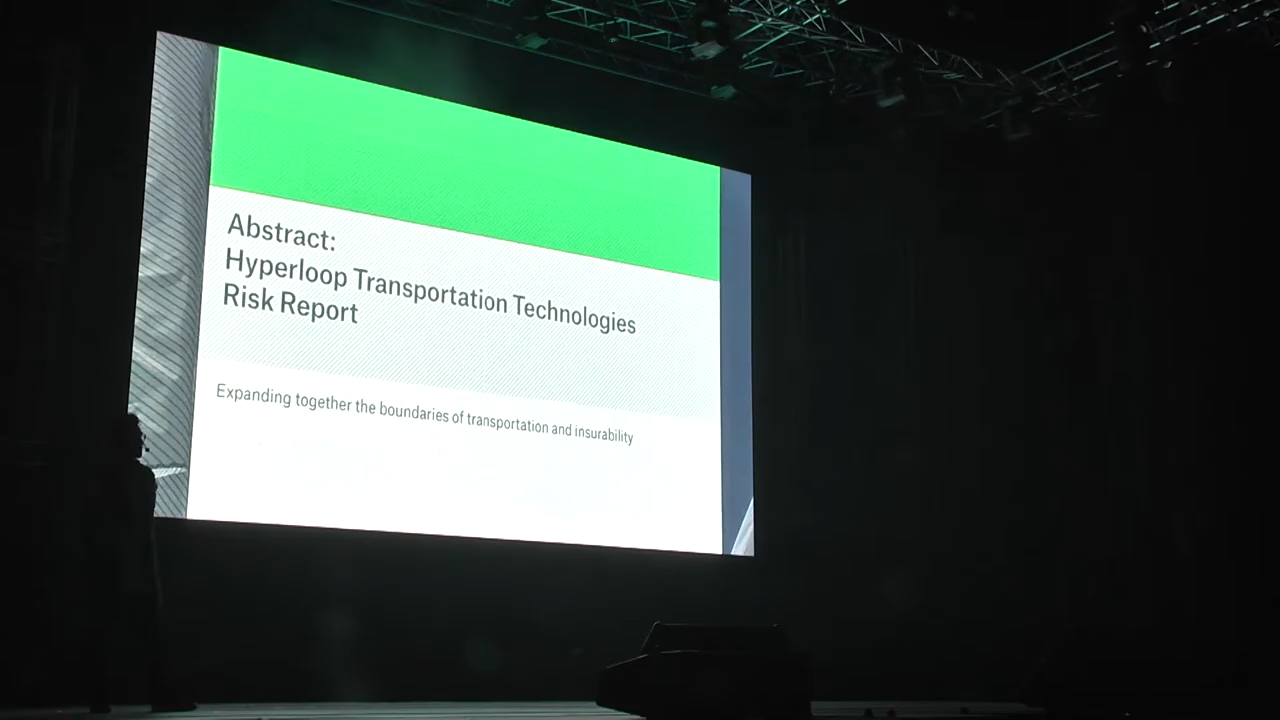 Abstract:
Hyperloop Transportation Technologies
Risk Report
Expanding together the boundaries of transportation and insurability